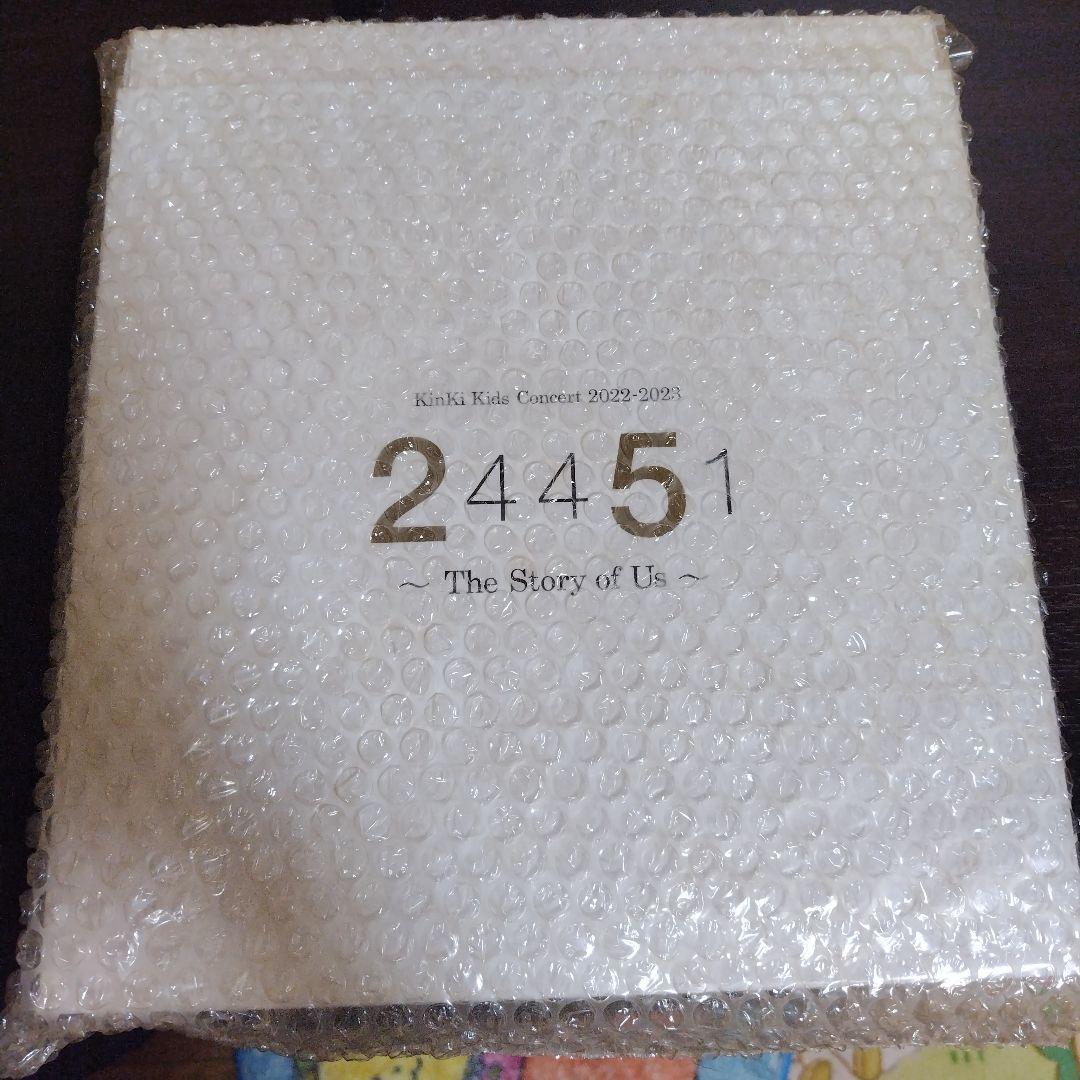 KinKi Kids Concert 2022-2023
24451
～ The Story of Us ～